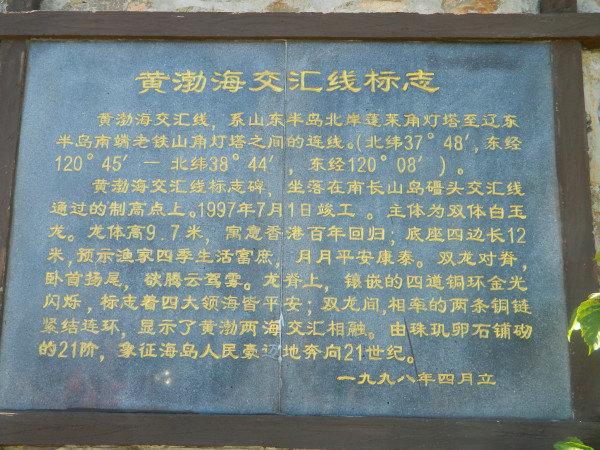 黄渤海交汇线标志
黄渤海交汇线，系山东半岛北岸蓬莱角灯塔至辽东
半岛南端老铁山角灯塔之间的连线。(北纬37°48′,东经
120°45′—北纬38°44′，东经120°08′)。
黄渤海交汇线标志碑，坐落在南长山岛礓头交汇线
通过的制高点上。1997年7月1日竣工。主体为双体白玉
龙。龙体高9.7米，寓意香港百年回归；底座四边长12
米，预示渔家四季生活富庶，月月平安康泰。双龙对脊，
卧首扬尾，欲腾云驾雾。龙脊上，镶嵌的四道铜环金光
闪烁，标志着四大领海皆平安；双龙间,相牵的两条铜链
紧结连环，显示了黄渤两海交汇相融。由珠玑卵石铺砌
的21阶，象征海岛人民豪迈地奔向21世纪。
一九九八年四月立